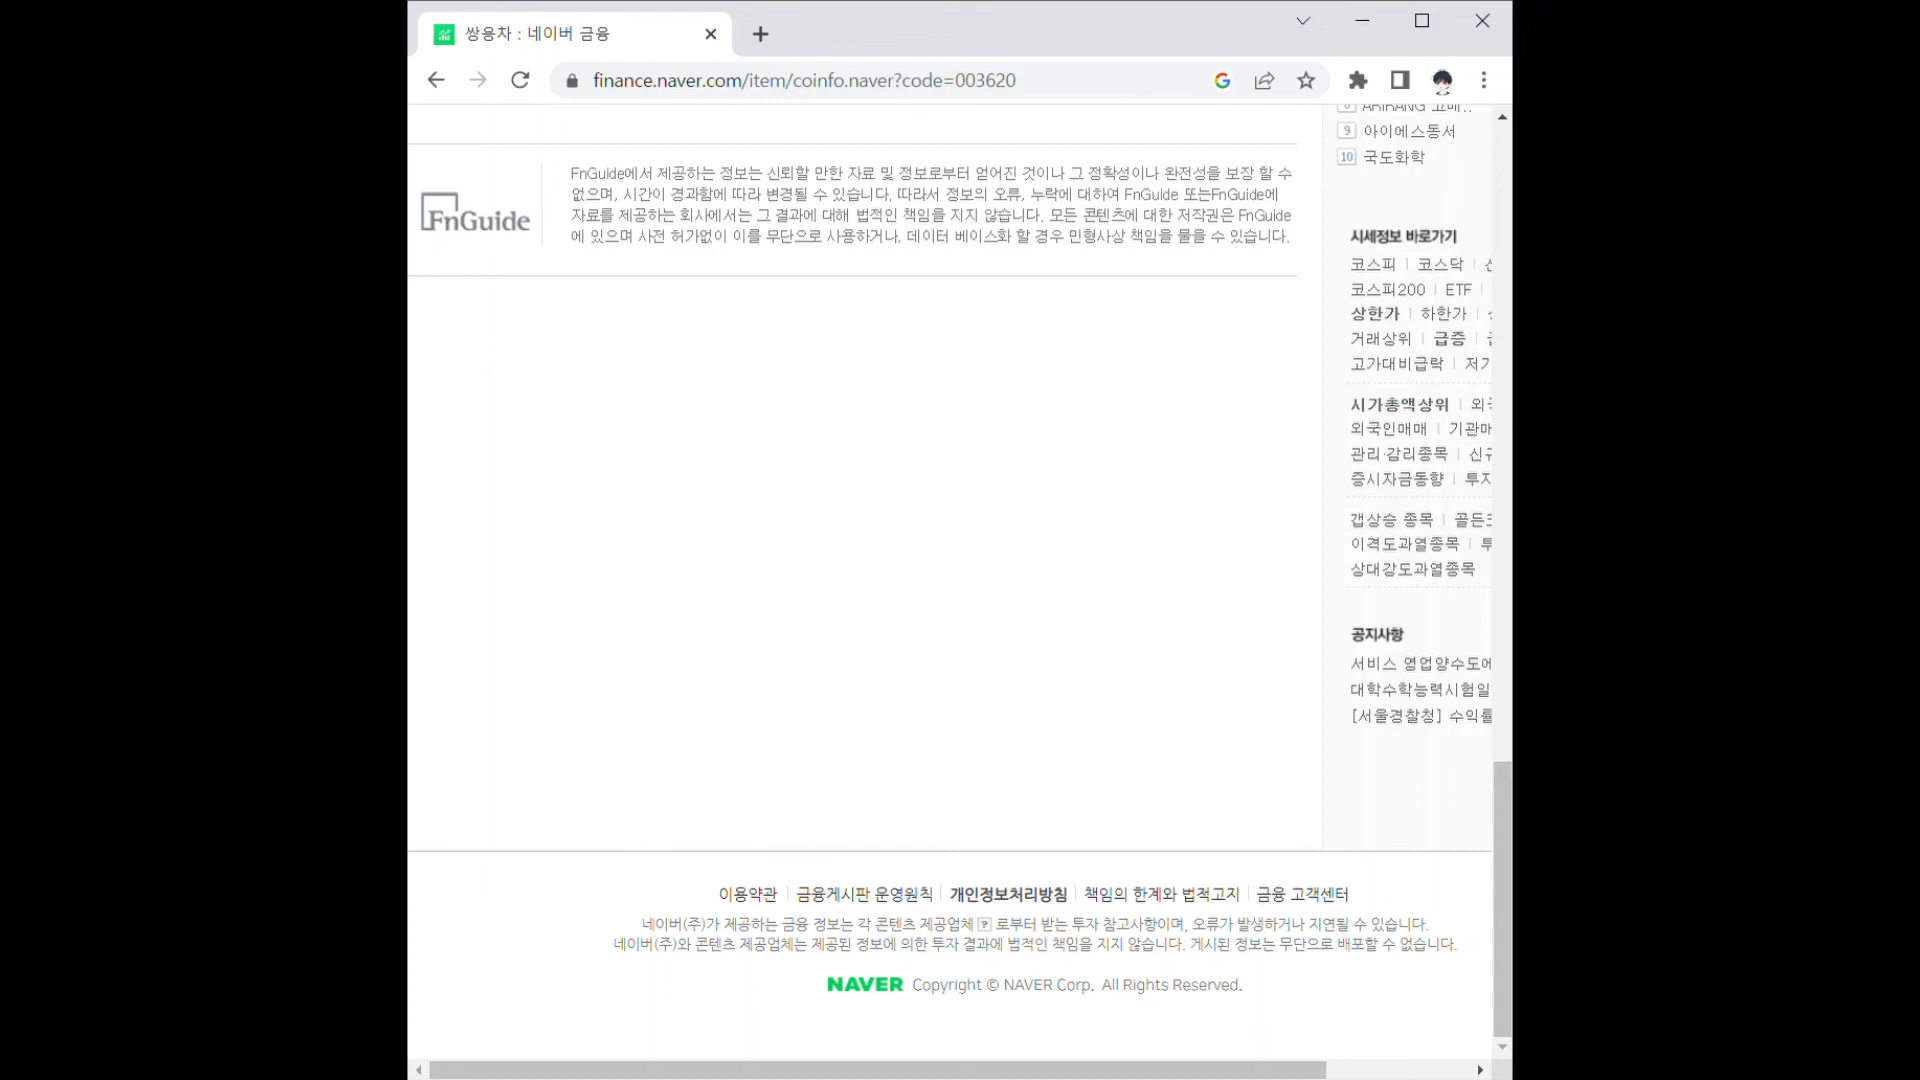 쌍용차 : 네이버 금융
finance.naver.com/item/coinfo.naver?code=003620
9 아이에스동서
10 국도화학
FnGuide
FnGuide에서 제공하는 정보는 신뢰할 만한 자료 및 정보로부터 얻어진 것이나 그 정확성이나 완전성을 보장 할 수
없으며, 시간이 경과함에 따라 변경될 수 있습니다. 따라서 정보의 오류, 누락에 대하여 FnGuide 또는FnGuide에
자료를 제공하는 회사에서는 그 결과에 대해 법적인 책임을 지지 않습니다. 모든 콘텐츠에 대한 저작권은 FnGuide
에 있으며 사전 허가없이 이를 무단으로 사용하거나, 데이터 베이스화 할 경우 민형사상 책임을 물을 수 있습니다.
시세정보 바로가기
코스피 | 코스닥
코스피200 | ETF
상한가 | 하한가
거래상위 | 급증
고가대비급락 | 저가
시가총액상위 | 외국
외국인매매 | 기관매
관리·감리종목 | 신규
증시자금동향 | 투자
갭상승 종목 | 골든크
이격도과열종목 | 투
상대강도과열종목
공지사항
서비스 영업양수도에
대학수학능력시험일
[서울경찰청] 수익률
이용약관 | 금융게시판 운영원칙 | 개인정보처리방침 | 책임의 한계와 법적고지 | 금융 고객센터
네이버(주)가 제공하는 금융 정보는 각 콘텐츠 제공업체 ? 로부터 받는 투자 참고사항이며, 오류가 발생하거나 지연될 수 있습니다.
네이버(주)와 콘텐츠 제공업체는 제공된 정보에 의한 투자 결과에 법적인 책임을 지지 않습니다. 게시된 정보는 무단으로 배포할 수 없습니다.
NAVER Copyright © NAVER Corp. All Rights Reserved.